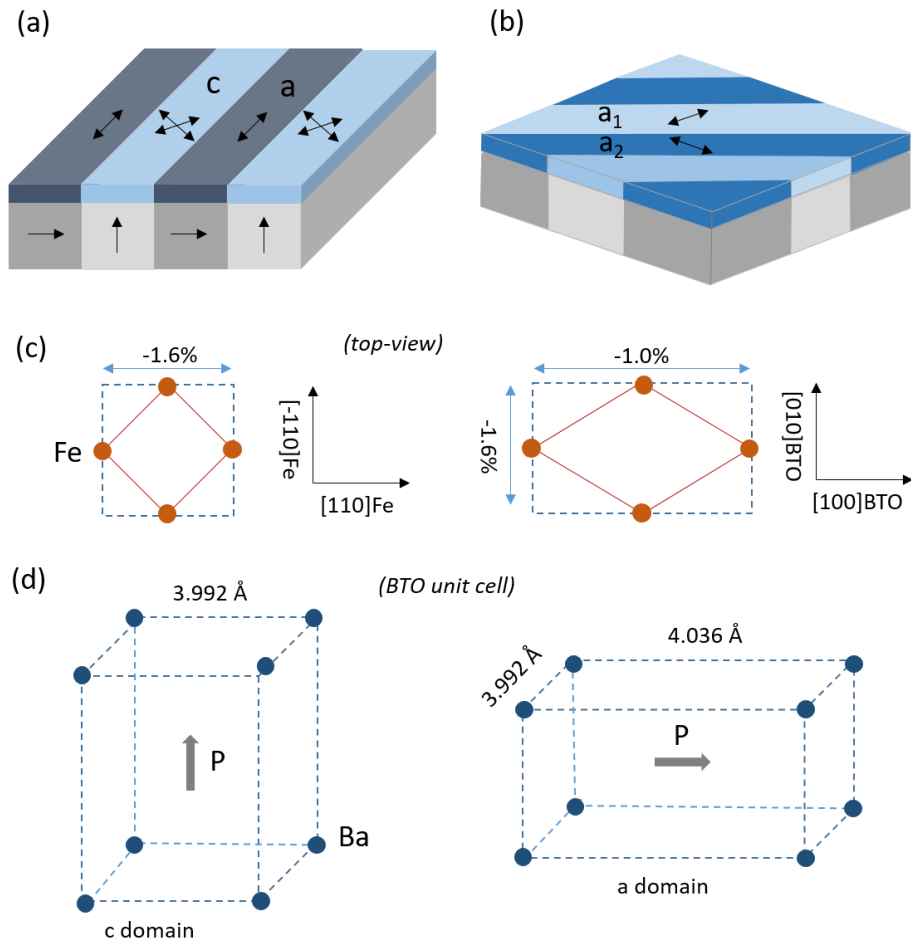 (a)
c
a
(b)
a1
a2
(c)
(top-view)
-1.6%
Fe
[-110]Fe
[110]Fe
-1.0%
-1.6%
[010]BTO
[100]BTO
(d)
(BTO unit cell)
3.992 Å
P
Ba
c domain
4.036 Å
3.992 Å
P
a domain